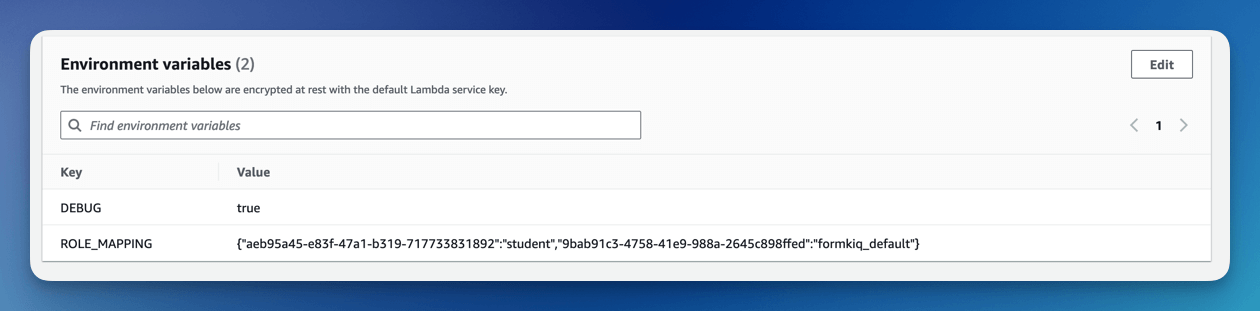 Environment variables (2)
Edit
The environment variables below are encrypted at rest with the default Lambda service key.
Find environment variables
1
Key Value
DEBUG true
ROLE_MAPPING {"aeb95a45-e83f-47a1-b319-717733831892":"student","9bab91c3-4758-41e9-988a-2645c898ffed":"formkiq_default"}